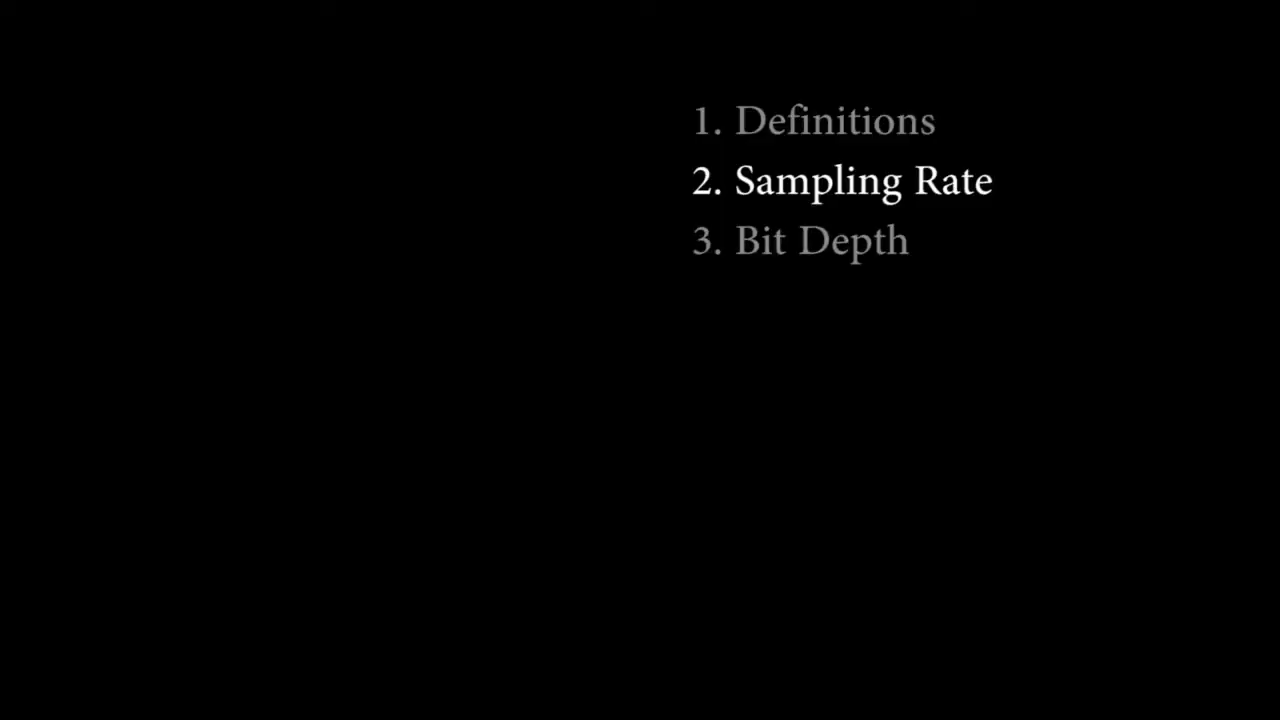 1. Definitions
2. Sampling Rate
3. Bit Depth